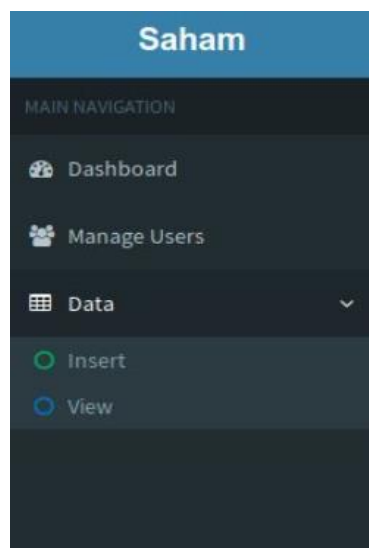 Saham
MAIN NAVIGATION
Dashboard
Manage Users
Data
Insert
View